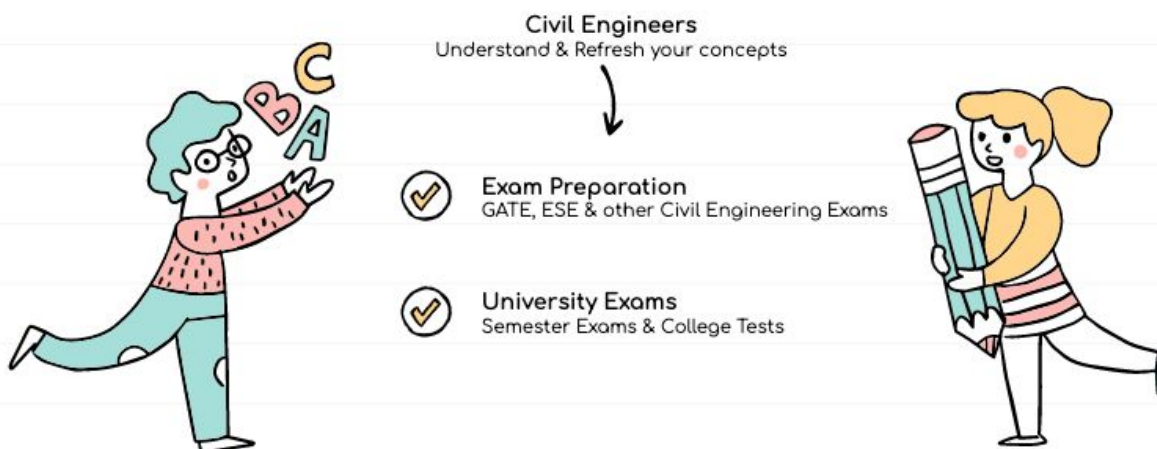 Civil Engineers
Understand & Refresh your concepts
C
B
A
Exam Preparation
GATE, ESE & other Civil Engineering Exams
University Exams
Semester Exams & College Tests